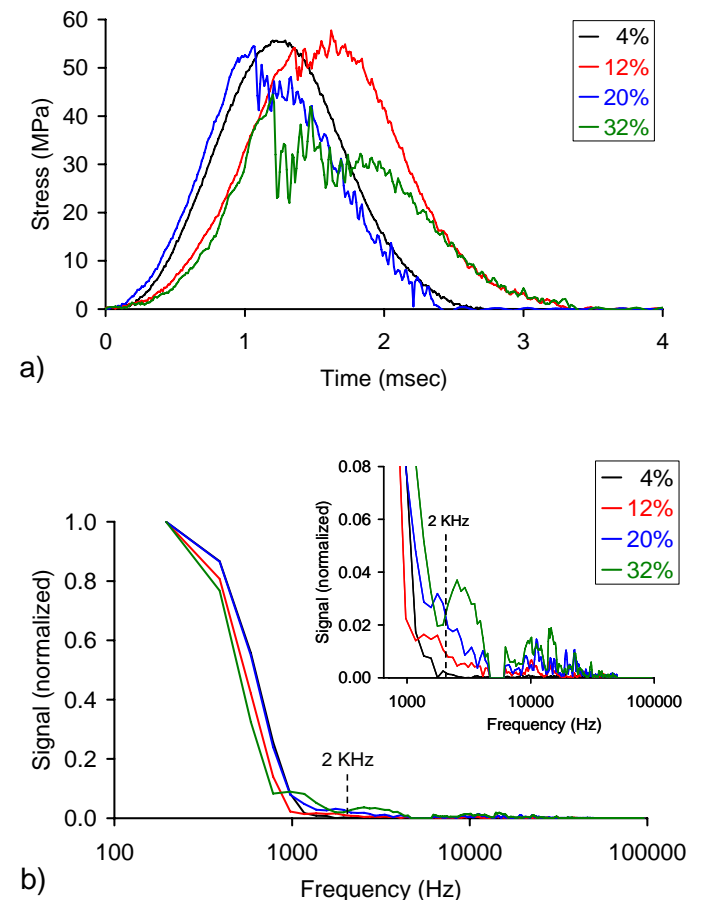 60
50
40
30
20
10
0
Stress (MPa)
4%
12%
20%
32%
0 1 2 3 4
Time (msec)
a)
1.0
0.8
0.6
0.4
0.2
0.0
Signal (normalized)
2 KHz
100 1000 10000 100000
Frequency (Hz)
b)
0.08
0.06
0.04
0.02
0.00
Signal (normalized)
2 KHz
1000 10000 100000
Frequency (Hz)
4%
12%
20%
32%